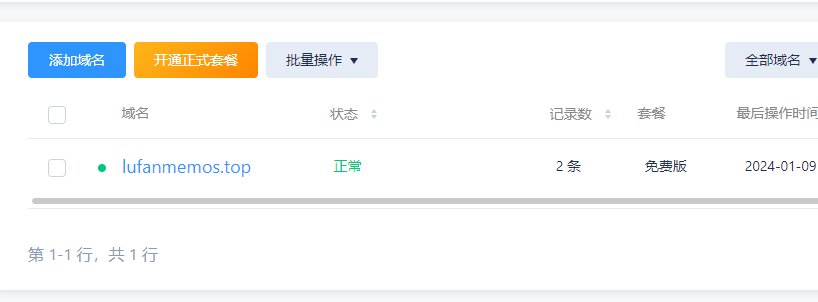 添加域名 开通正式套餐 批量操作 全部域名
域名 状态 记录数 套餐 最后操作时间
lufanmemos.top 正常 2 条 免费版 2024-01-09
第 1-1 行，共 1 行